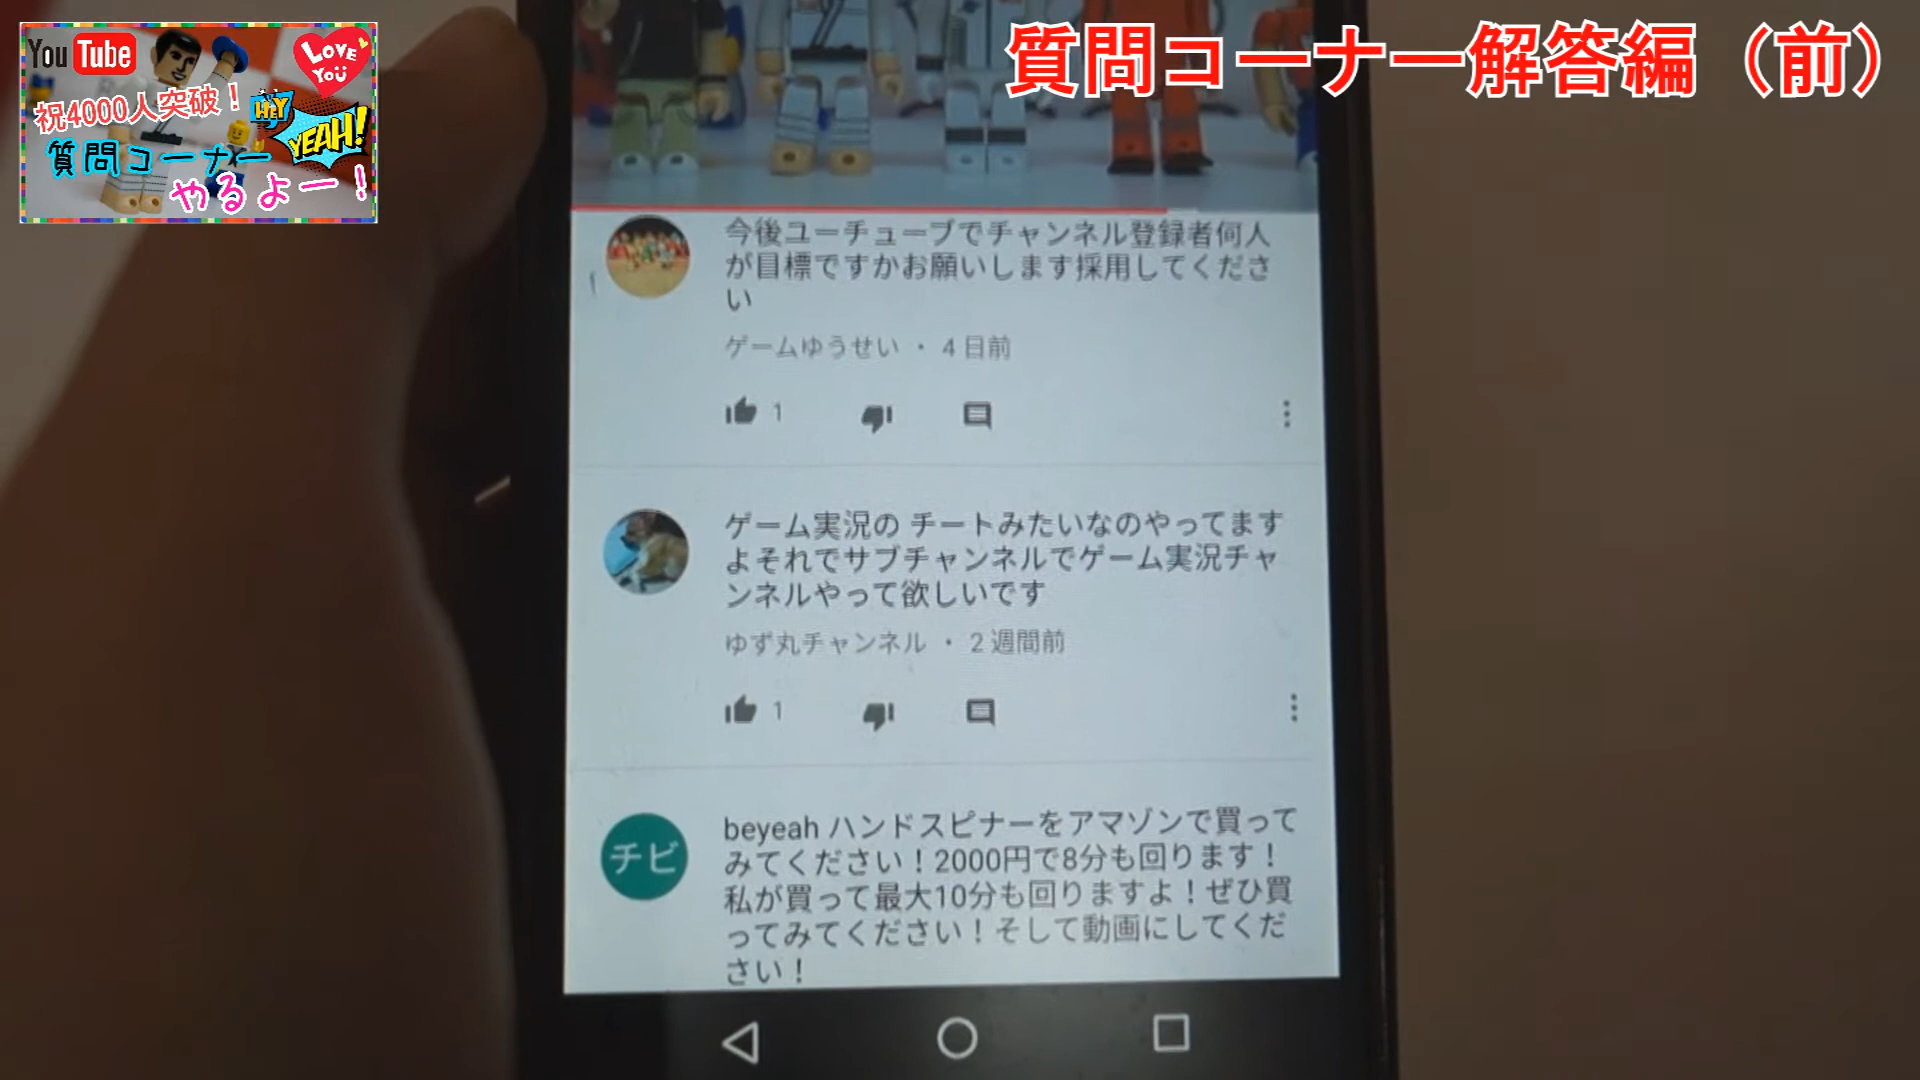 YouTube
LOVE YOU
祝4000人突破!
HEY
YEAH!
質問コーナー
やるよー!
質問コーナー解答編(前)
今後ユーチューブでチャンネル登録者何人
が目標ですかお願いします採用してくださ
い
ゲームゆうせい・4日前
1
ゲーム実況の チートみたいなのやってます
よそれでサブチャンネルでゲーム実況チャ
ンネルやって欲しいです
ゆず丸チャンネル・2週間前
1
チビ
beyeah ハンドスピナーをアマゾンで買って
みてください!2000円で8分も回ります!
私が買って最大10分も回りますよ!ぜひ買
ってみてください!そして動画にしてくだ
さい!